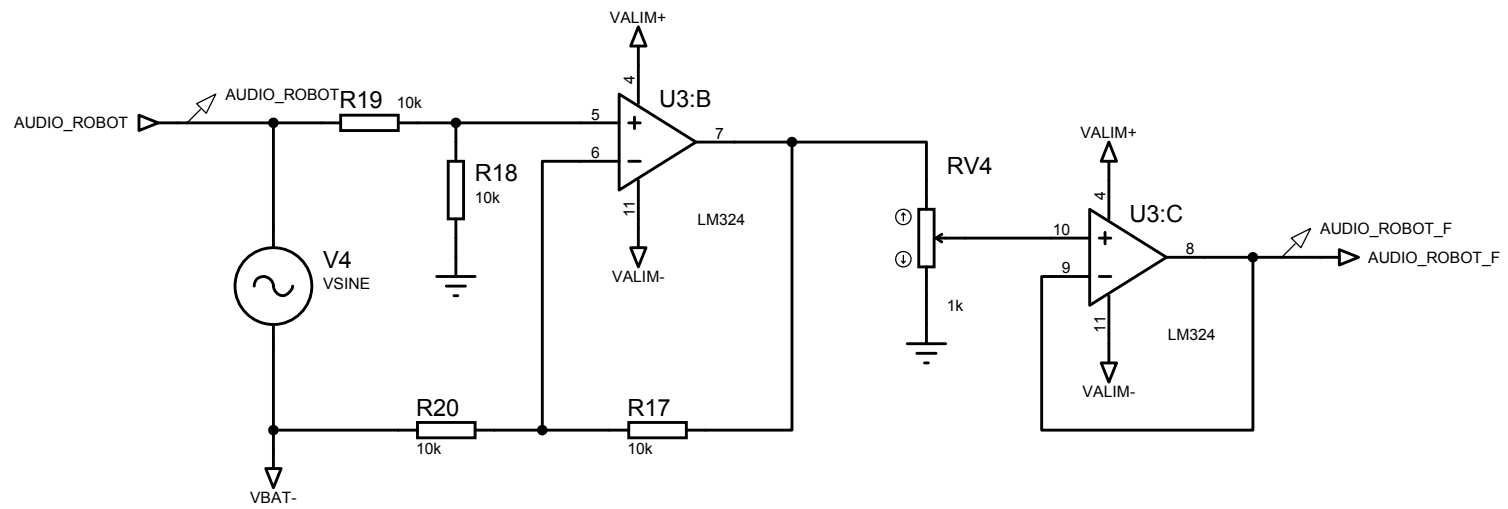 VALIM+
4
AUDIO_ROBOT
AUDIO_ROBOT
R19
10k
5
+
U3:B
7
6
−
R18
10k
11
LM324
VALIM-
V4
VSINE
R20
10k
R17
10k
VBAT-
RV4
1k
VALIM+
4
U3:C
10
+
8
9
−
11
LM324
VALIM-
AUDIO_ROBOT_F
AUDIO_ROBOT_F